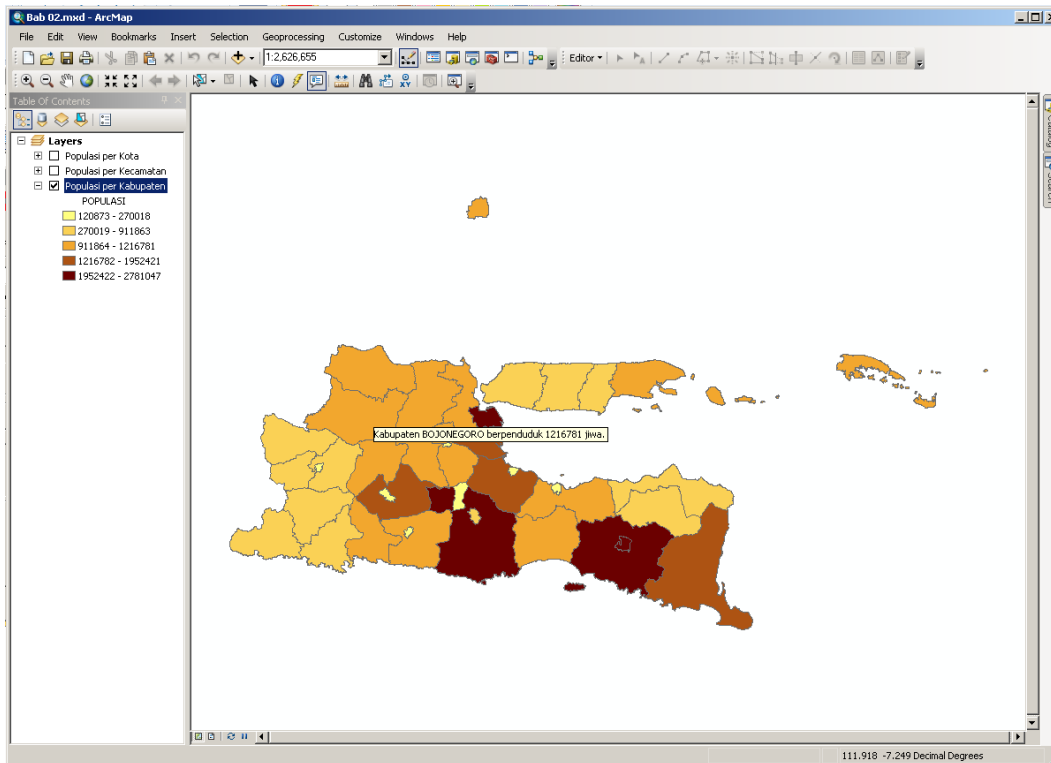 Bab 02.mxd - ArcMap
File Edit View Bookmarks Insert Selection Geoprocessing Customize Windows Help
1:2,626,655 Editor
Table Of Contents
Layers
Populasi per Kota
Populasi per Kecamatan
Populasi per Kabupaten
POPULASI
120873 - 270018
270019 - 911863
911864 - 1216781
1216782 - 1952421
1952422 - 2781047
Kabupaten BOJONEGORO berpenduduk 1216781 jiwa.
Catalog
Search
111.918 -7.249 Decimal Degrees